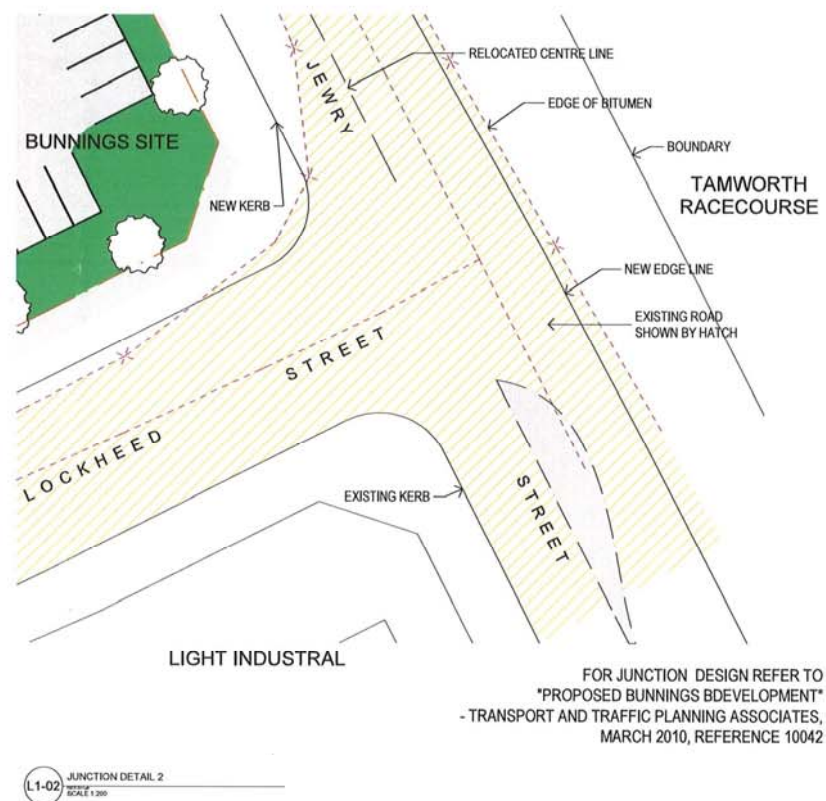 RELOCATED CENTRE LINE
JEWRY
EDGE OF BITUMEN
BUNNINGS SITE
BOUNDARY
TAMWORTH
RACECOURSE
NEW KERB
NEW EDGE LINE
EXISTING ROAD
SHOWN BY HATCH
LOCKHEED STREET
EXISTING KERB
STREET
LIGHT INDUSTRAL
FOR JUNCTION DESIGN REFER TO
"PROPOSED BUNNINGS BDEVELOPMENT"
- TRANSPORT AND TRAFFIC PLANNING ASSOCIATES,
MARCH 2010, REFERENCE 10042
L1-02
JUNCTION DETAIL 2
SCALE 1:200